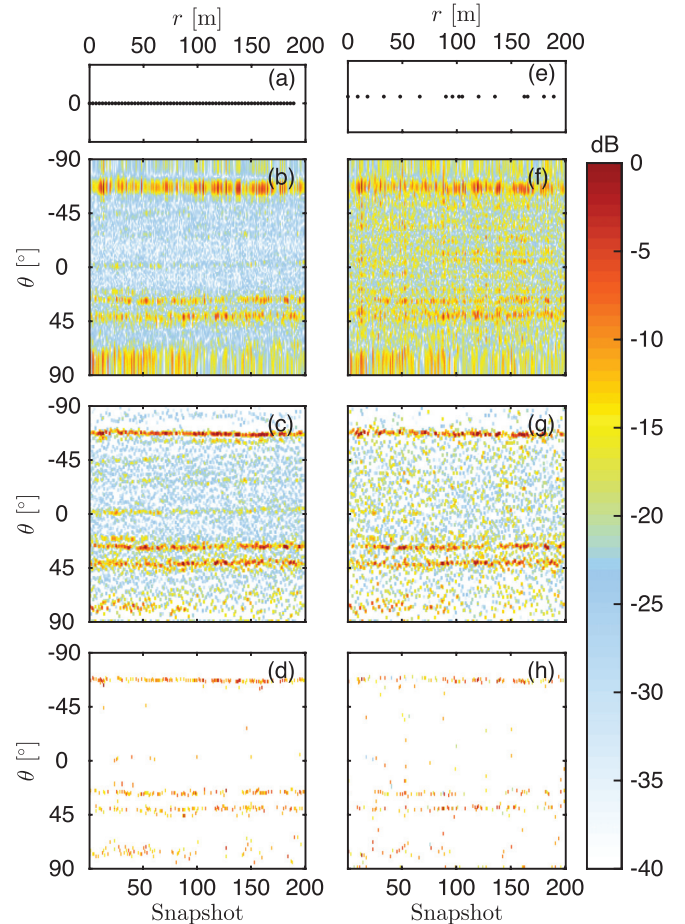 r [m] r [m]
0 50 100 150 200 0 50 100 150 200
(a) (e)
0
dB
-90 (b) (f) 0
-45
θ [°] 0
45
90
-5
-90 (c) (g) -10
-45
θ [°] 0
45
90
-15
-20
-25
-90 (d) (h) -30
-45
θ [°] 0
45
90
-35
-40
50 100 150 200 50 100 150 200
Snapshot Snapshot